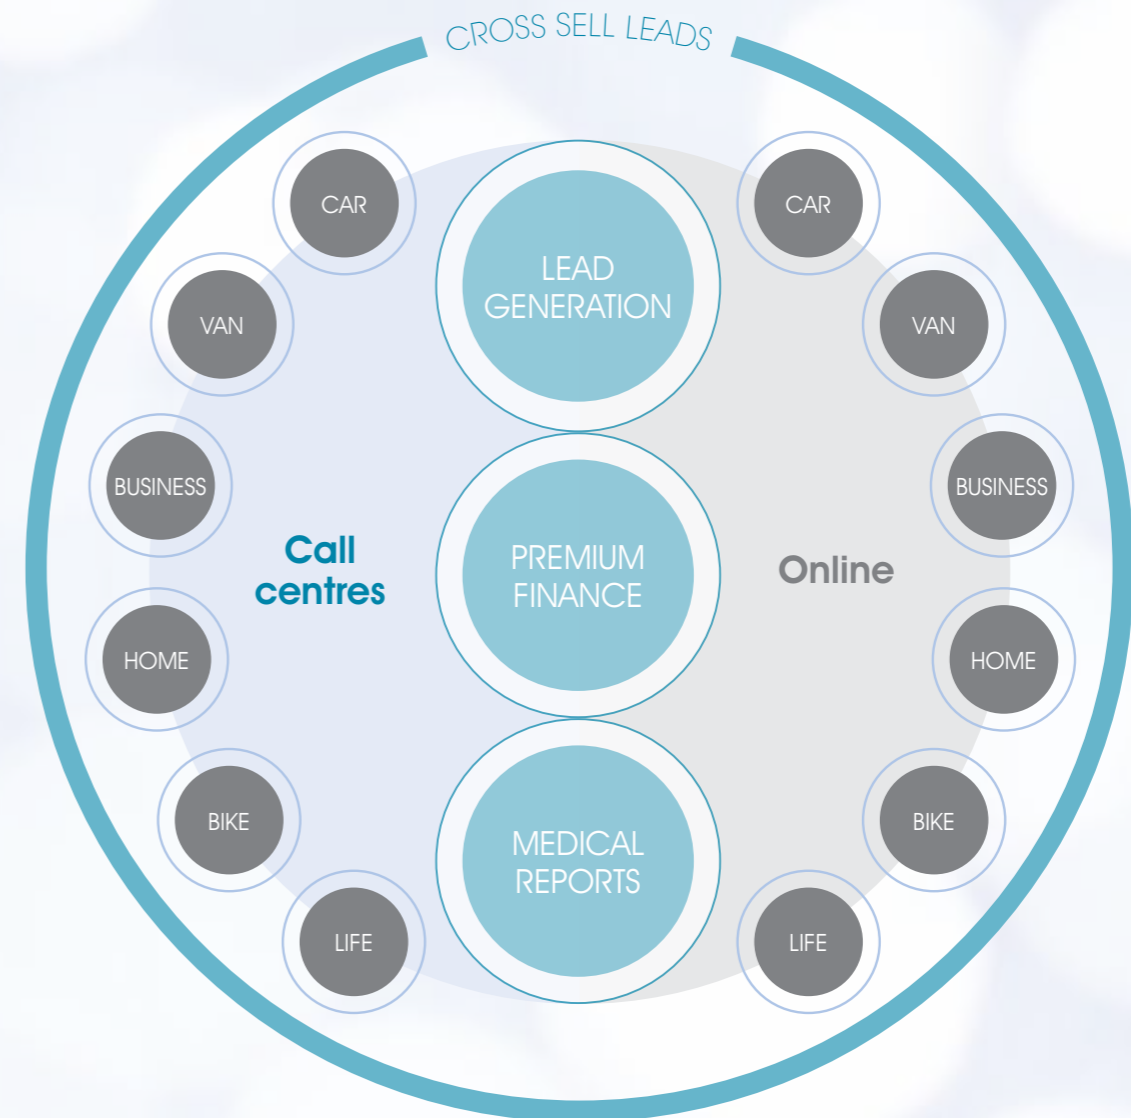 CROSS SELL LEADS
CAR
VAN
BUSINESS
HOME
BIKE
LIFE
Call
centres
LEAD
GENERATION
PREMIUM
FINANCE
MEDICAL
REPORTS
Online
CAR
VAN
BUSINESS
HOME
BIKE
LIFE